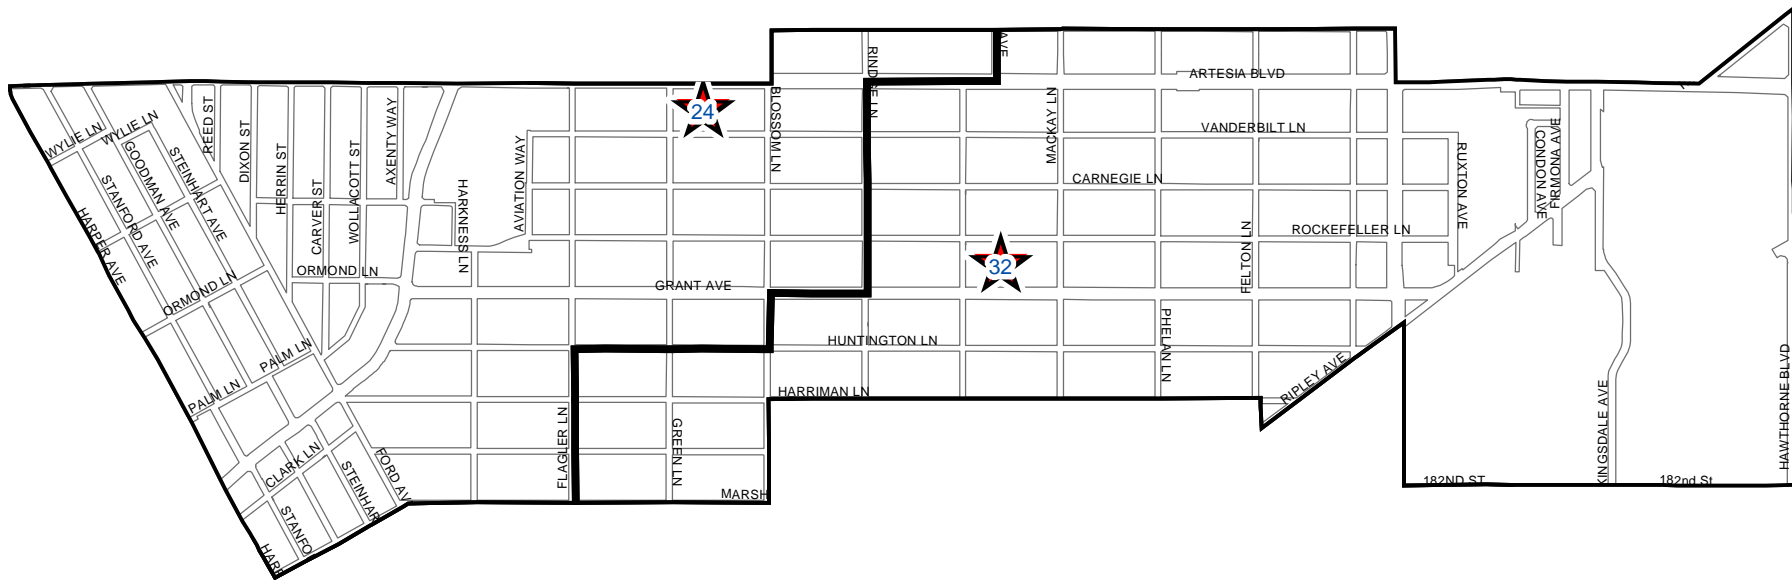 AVE
RINDGE LN
ARTESIA BLVD
24
BLOSSOM LN
MACKAY LN
VANDERBILT LN
REED ST
WYLIE LN
WYLIE LN
DIXON ST
AXENTY WAY
HERRIN ST
WOLLACOTT ST
CARVER ST
GOODMAN AVE
STEINHART AVE
STANFORD AVE
HARPER AVE
AVIATION WAY
HARKNESS LN
CARNEGIE LN
RUXTON AVE
CONDON AVE
FIRMONA AVE
ROCKEFELLER LN
FELTON LN
32
ORMOND LN
ORMOND LN
GRANT AVE
PHELAN LN
HUNTINGTON LN
PALM LN
PALM LN
HARRIMAN LN
RIPLEY AVE
KINGSDALE AVE
HAWTHORNE BLVD
FLAGLER LN
GREEN LN
CLARK LN
FORD AV
STEINHAR
STANFO
HARP
MARSH
182ND ST
182nd St